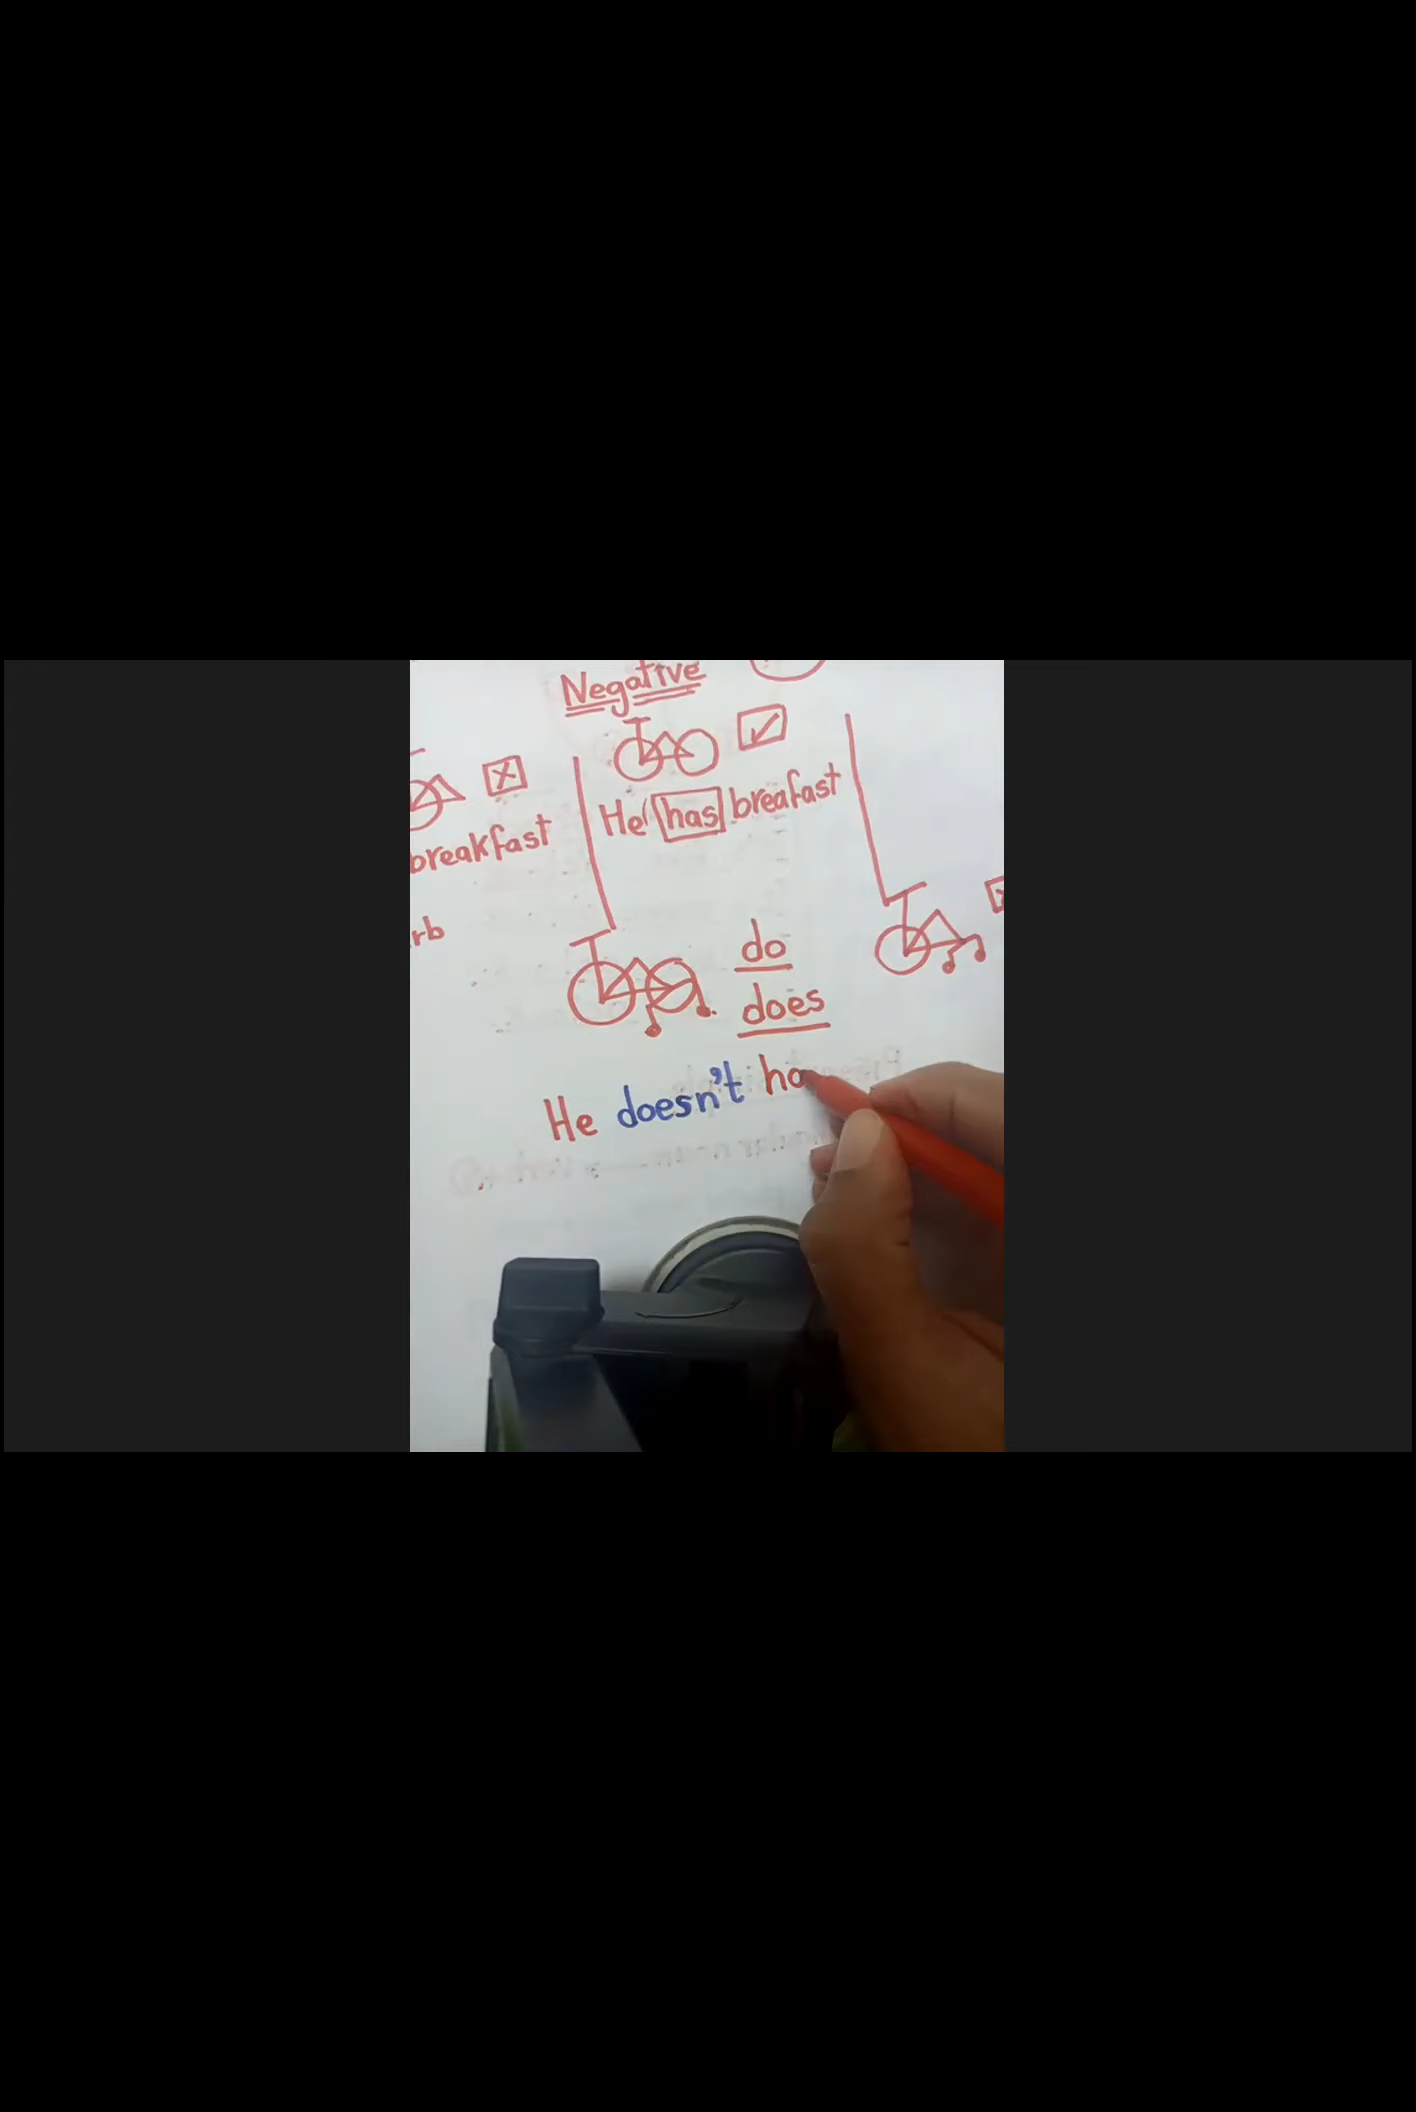 Negative
breakfast
He has breafast
rb
do
does
He doesn't ha